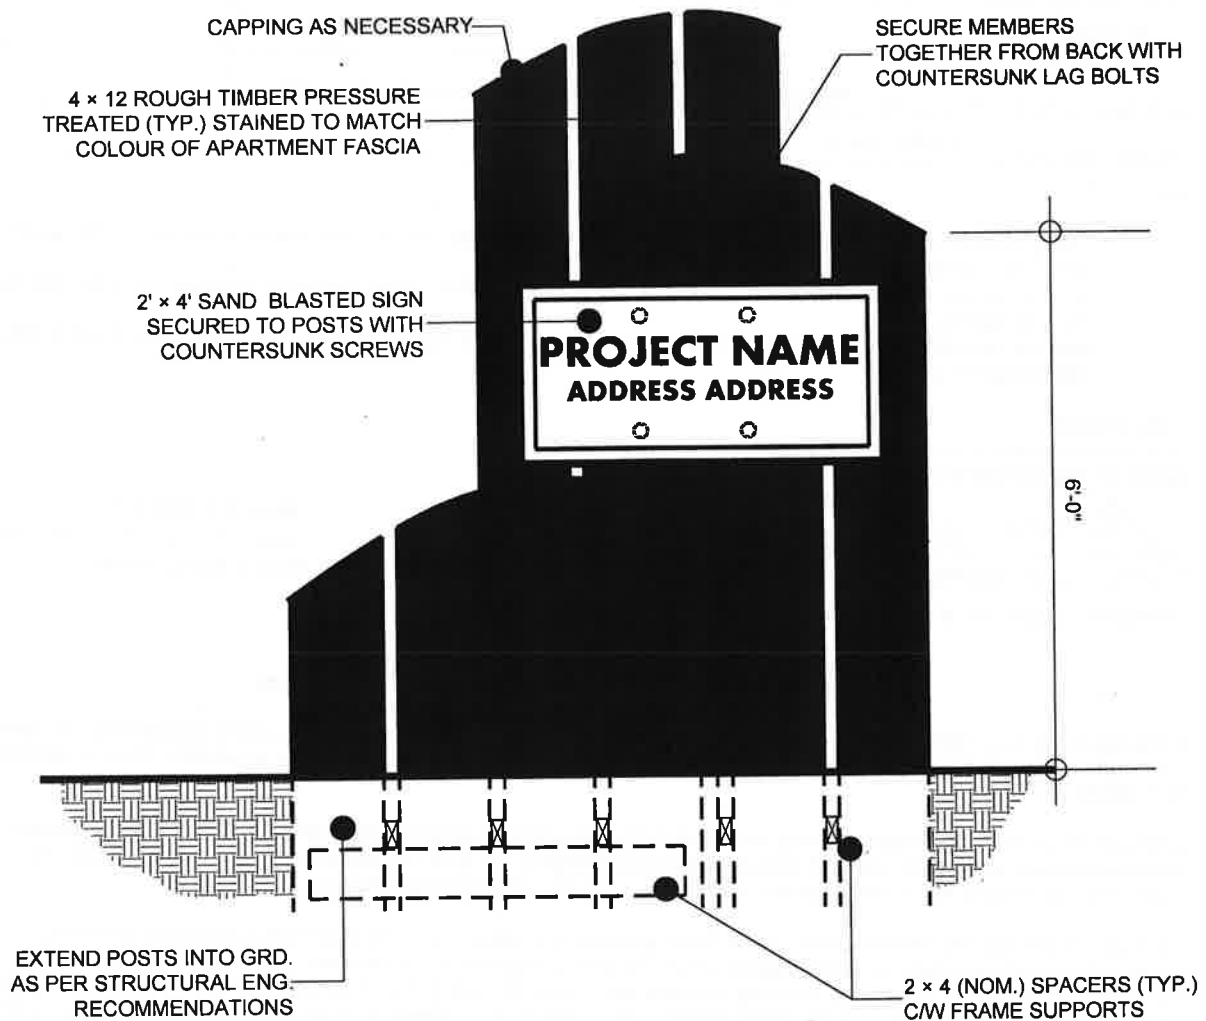 CAPPING AS NECESSARY
SECURE MEMBERS
TOGETHER FROM BACK WITH
COUNTERSUNK LAG BOLTS
4 × 12 ROUGH TIMBER PRESSURE
TREATED (TYP.) STAINED TO MATCH
COLOUR OF APARTMENT FASCIA
2' × 4' SAND BLASTED SIGN
SECURED TO POSTS WITH
COUNTERSUNK SCREWS
PROJECT NAME
ADDRESS ADDRESS
6'-0"
EXTEND POSTS INTO GRD.
AS PER STRUCTURAL ENG.
RECOMMENDATIONS
2 × 4 (NOM.) SPACERS (TYP.)
C/W FRAME SUPPORTS